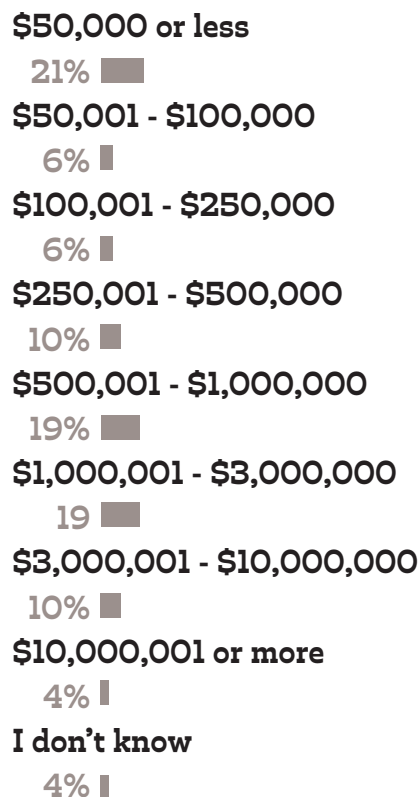 $50,000 or less
21%
$50,001 - $100,000
6%
$100,001 - $250,000
6%
$250,001 - $500,000
10%
$500,001 - $1,000,000
19%
$1,000,001 - $3,000,000
19
$3,000,001 - $10,000,000
10%
$10,000,001 or more
4%
I don't know
4%